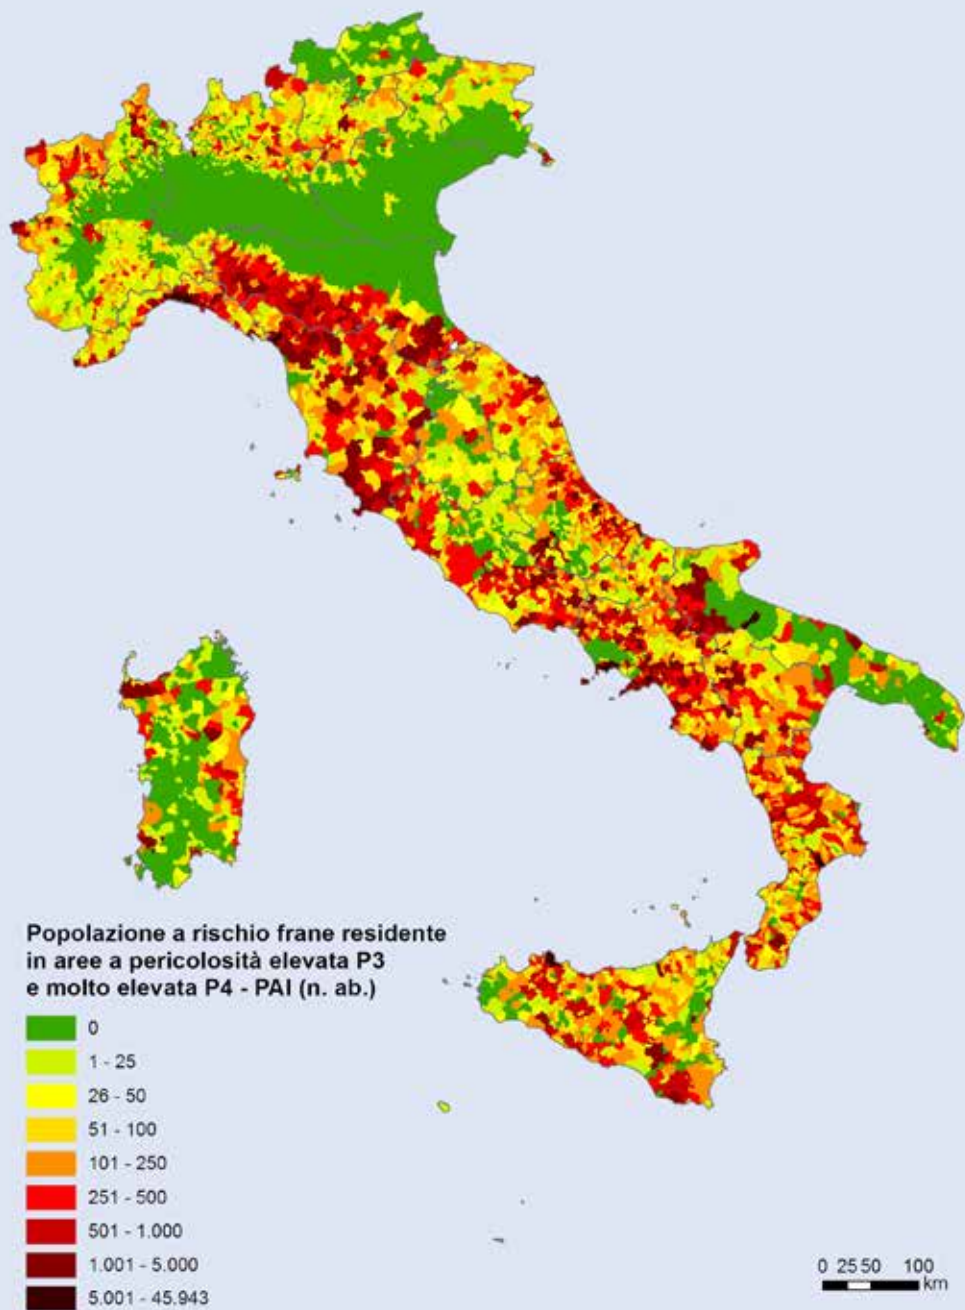 Popolazione a rischio frane residente
in aree a pericolosità elevata P3
e molto elevata P4 - PAI (n. ab.)
0
1 - 25
26 - 50
51 - 100
101 - 250
251 - 500
501 - 1.000
1.001 - 5.000
5.001 - 45.943
0 25 50 100
km